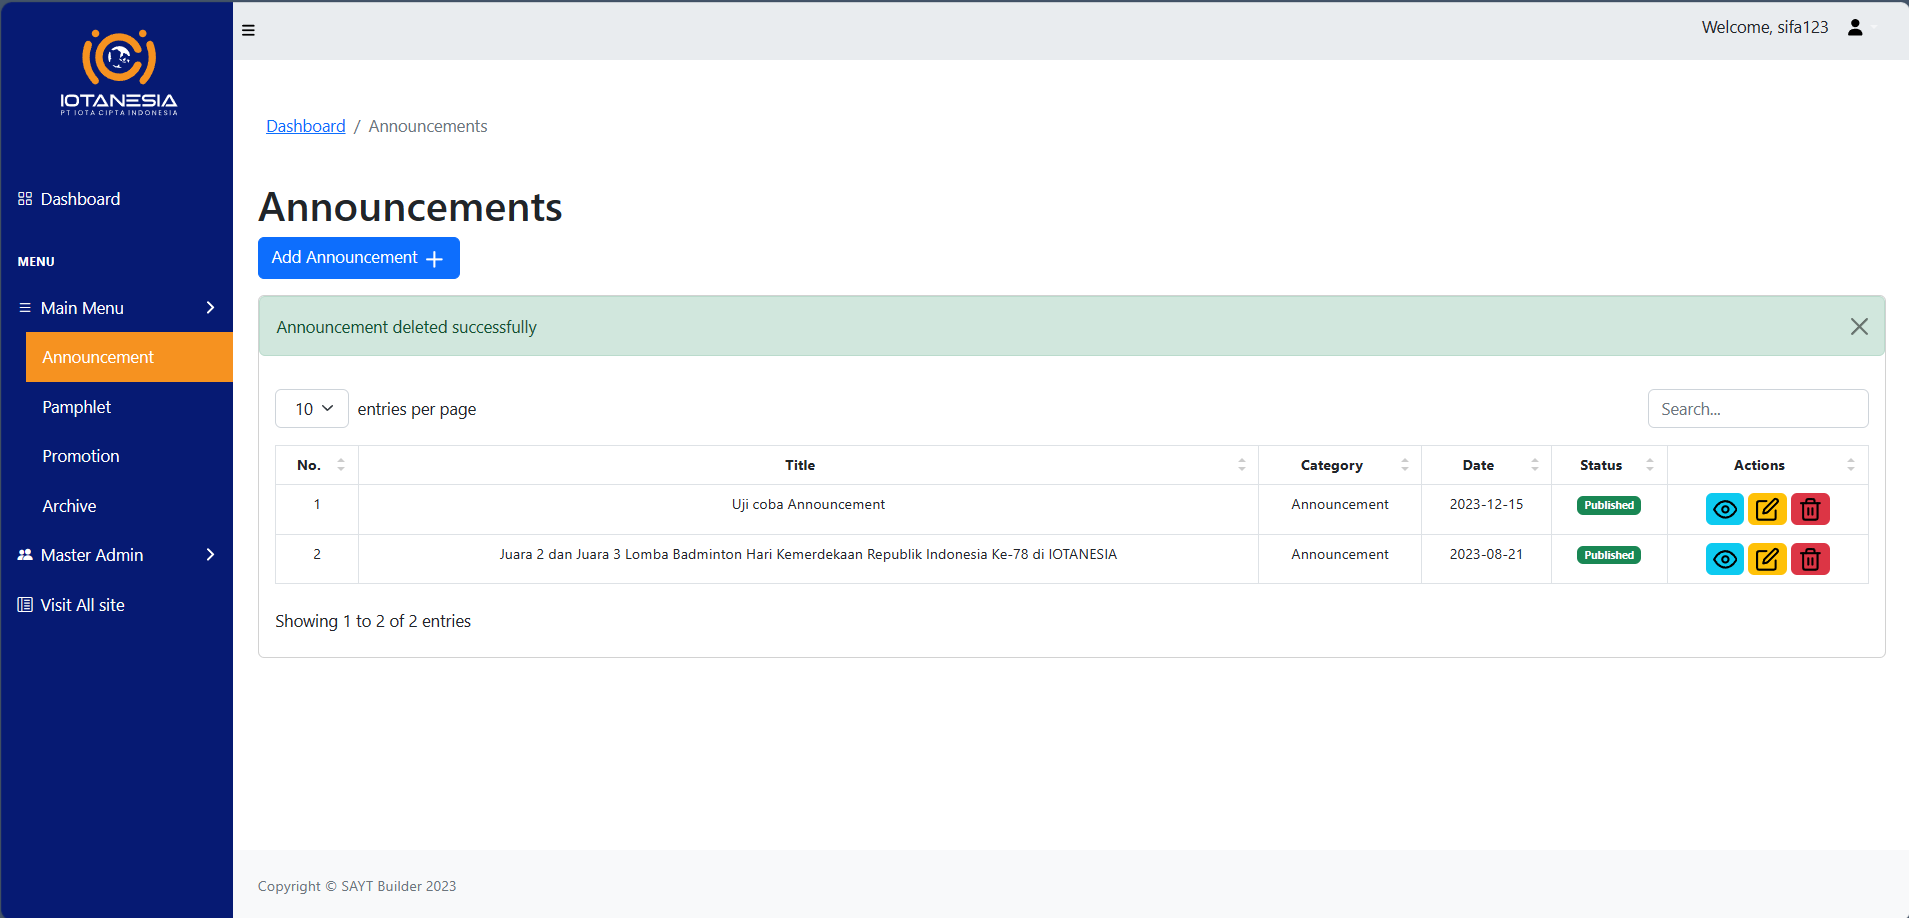 IOTANESIA
PT IOTA CIPTA INDONESIA
Welcome, sifa123
Dashboard / Announcements
Dashboard
MENU
Main Menu
Announcement
Pamphlet
Promotion
Archive
Master Admin
Visit All site
Announcements
Add Announcement
Announcement deleted successfully
10 entries per page
Search...
No. Title Category Date Status Actions
1 Uji coba Announcement Announcement 2023-12-15 Published
2 Juara 2 dan Juara 3 Lomba Badminton Hari Kemerdekaan Republik Indonesia Ke-78 di IOTANESIA Announcement 2023-08-21 Published
Showing 1 to 2 of 2 entries
Copyright © SAYT Builder 2023